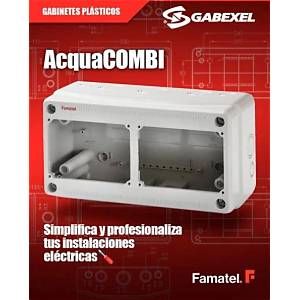 GABINETES PLÁSTICOS
GABEXEL
AcquaCOMBI
Famatel
Simplifica y profesionaliza
tus instalaciones
eléctricas
Famatel.